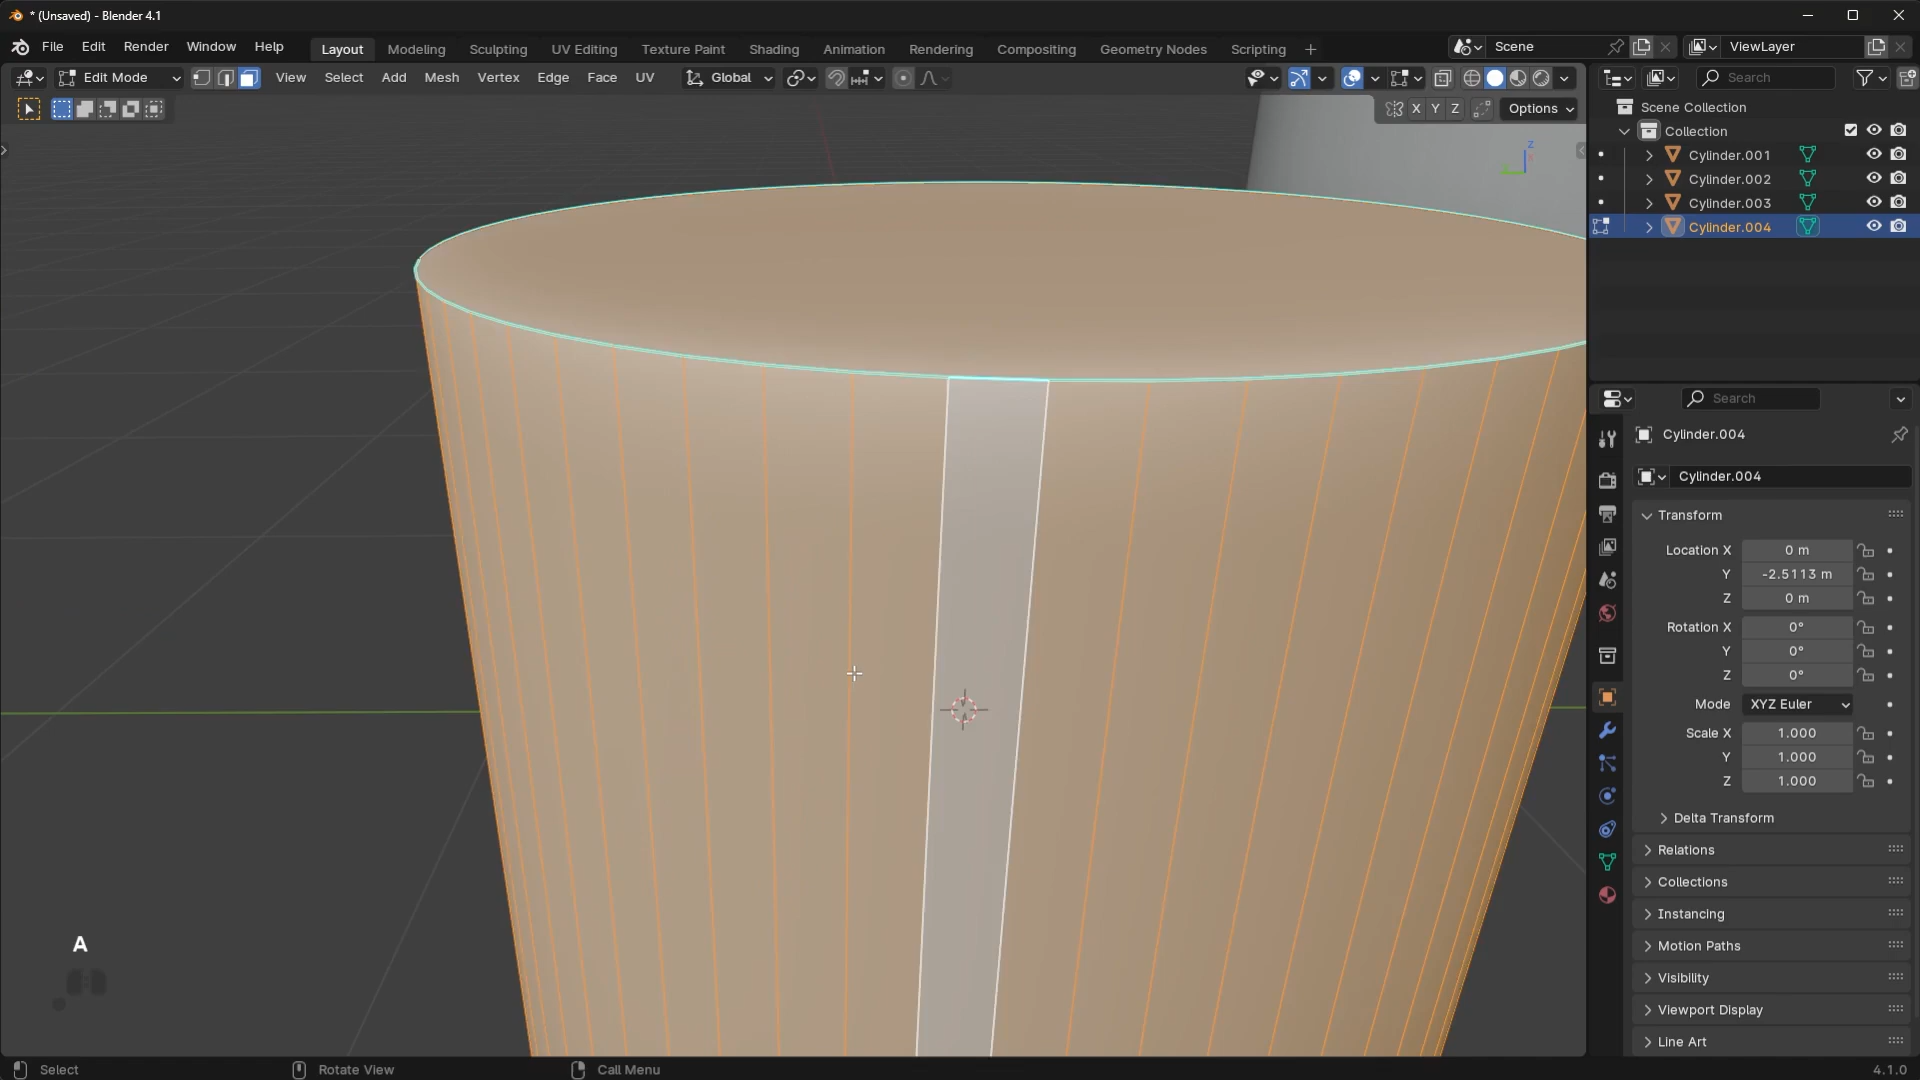 * (Unsaved) - Blender 4.1
File Edit Render Window Help Layout Modeling Sculpting UV Editing Texture Paint Shading Animation Rendering Compositing Geometry Nodes Scripting + Scene ViewLayer
Edit Mode View Select Add Mesh Vertex Edge Face UV Global Search
X Y Z Options
Scene Collection
Collection
Z
Cylinder.001
Cylinder.002
Cylinder.003
Cylinder.004
Search
Cylinder.004
Cylinder.004
Transform
Location X 0 m
Y -2.5113 m
Z 0 m
Rotation X 0°
Y 0°
Z 0°
Mode XYZ Euler
Scale X 1.000
Y 1.000
Z 1.000
Delta Transform
Relations
Collections
Instancing
Motion Paths
Visibility
Viewport Display
Line Art
A
Select Rotate View Call Menu 4.1.0